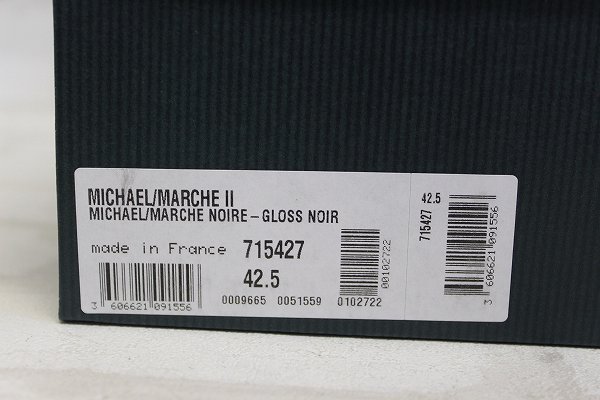 MICHAEL/MARCHE II
MICHAEL/MARCHE NOIRE – GLOSS NOIR
made in France 715427
42.5
3 606621 091556
0009665 0051559 0102722
00102722
42.5
715427
3 606621 091556